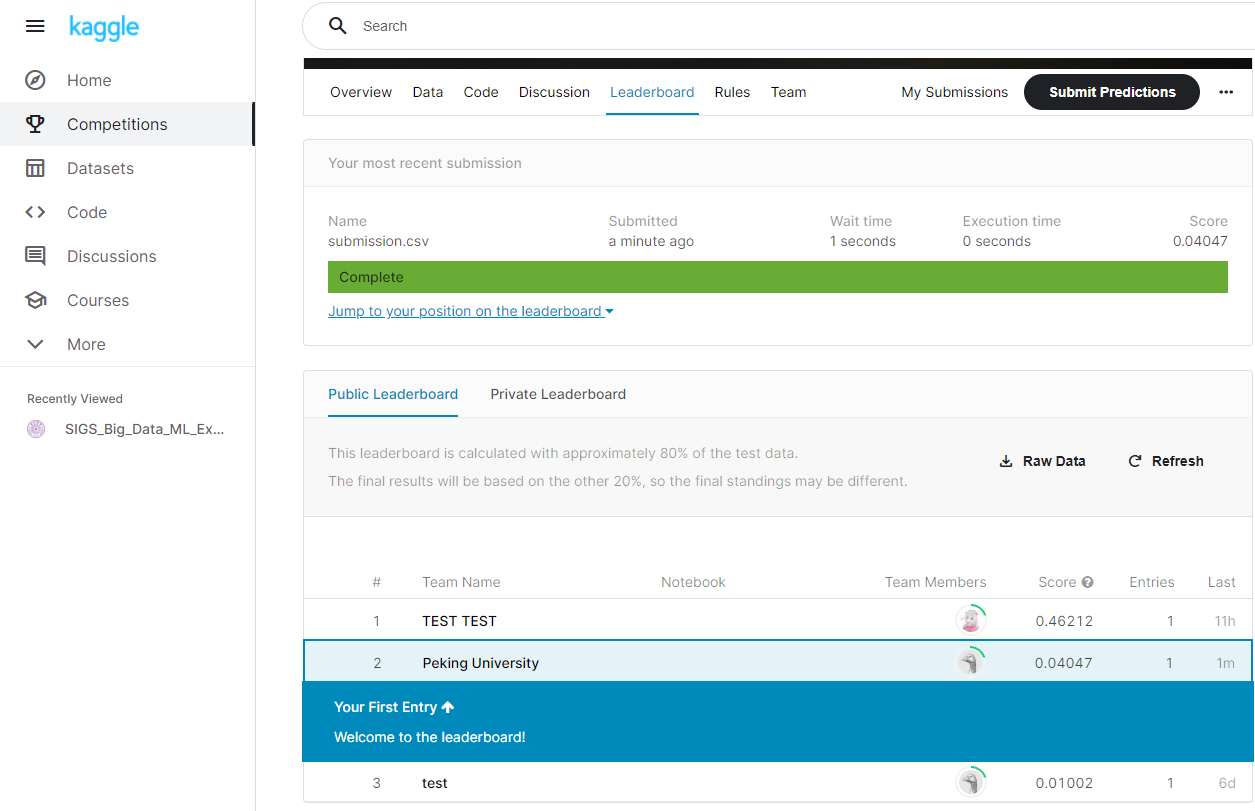 kaggle
Home
Competitions
Datasets
Code
Discussions
Courses
More
Recently Viewed
SIGS_Big_Data_ML_Ex...
Search
Overview Data Code Discussion Leaderboard Rules Team My Submissions Submit Predictions ...
Your most recent submission
Name Submitted Wait time Execution time Score
submission.csv a minute ago 1 seconds 0 seconds 0.04047
Complete
Jump to your position on the leaderboard
Public Leaderboard Private Leaderboard
This leaderboard is calculated with approximately 80% of the test data.
The final results will be based on the other 20%, so the final standings may be different.
Raw Data Refresh
# Team Name Notebook Team Members Score Entries Last
1 TEST TEST 0.46212 1 11h
2 Peking University 0.04047 1 1m
Your First Entry
Welcome to the leaderboard!
3 test 0.01002 1 6d